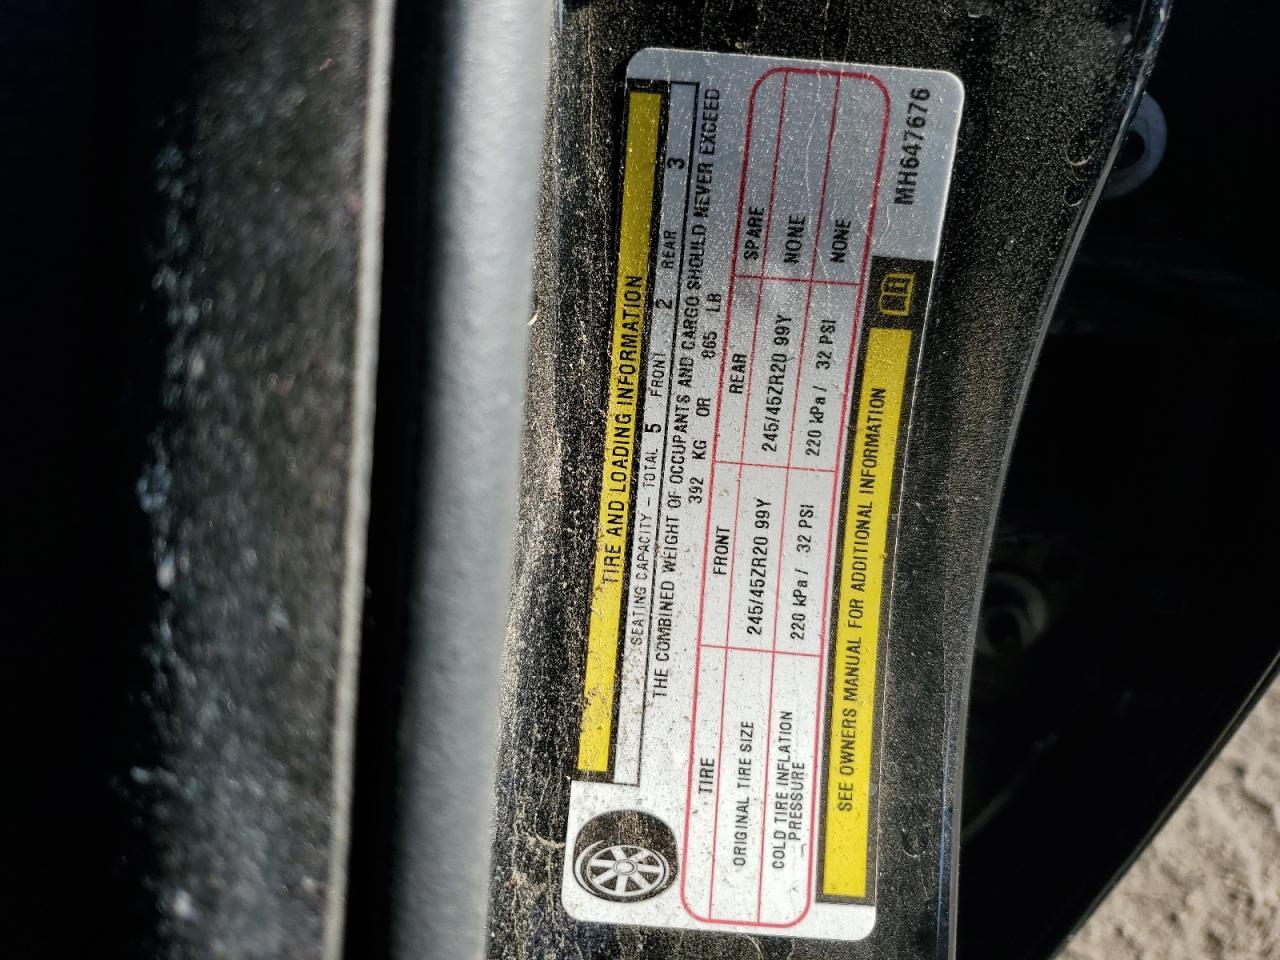 TIRE AND LOADING INFORMATION
SEATING CAPACITY – TOTAL 5 FRONT 2 REAR 3
THE COMBINED WEIGHT OF OCCUPANTS AND CARGO SHOULD NEVER EXCEED
392 KG OR 865 LB
TIRE FRONT REAR SPARE
ORIGINAL TIRE SIZE 245/45ZR20 99Y 245/45ZR20 99Y NONE
COLD TIRE INFLATION PRESSURE 220 kPa / 32 PSI 220 kPa / 32 PSI NONE
SEE OWNERS MANUAL FOR ADDITIONAL INFORMATION
MH647676